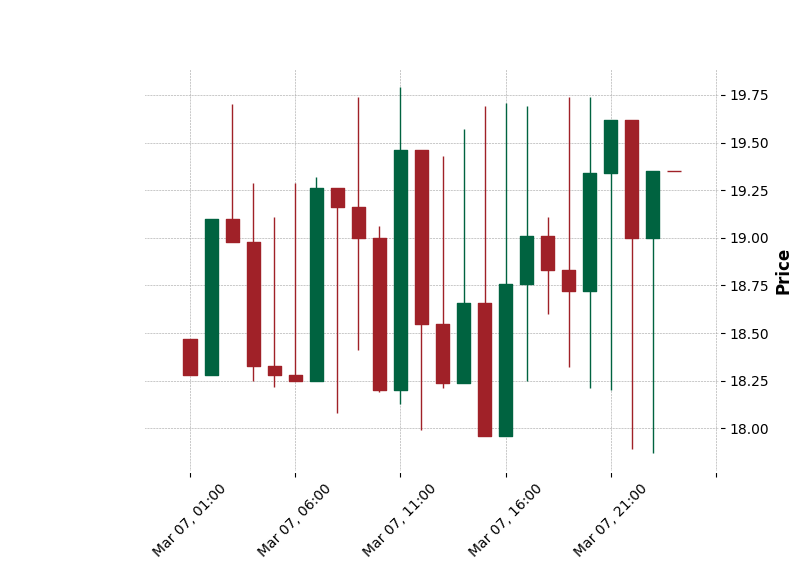 19.75
19.50
19.25
19.00
18.75
18.50
18.25
18.00
Price
Mar 07, 01:00
Mar 07, 06:00
Mar 07, 11:00
Mar 07, 16:00
Mar 07, 21:00